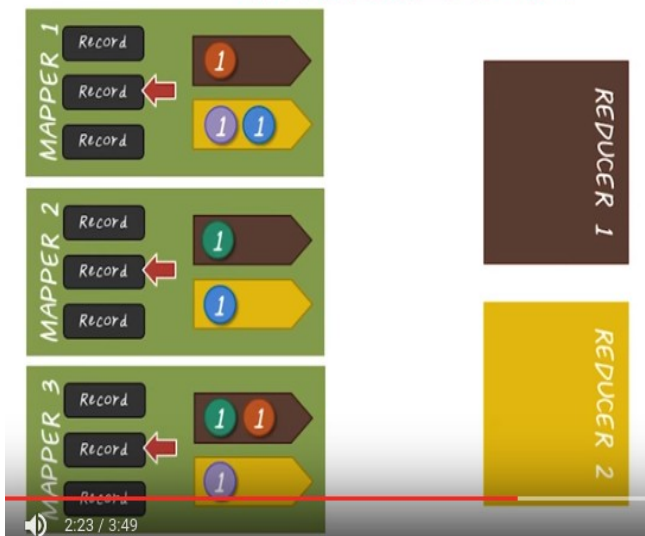 MAPPER 1
Record
Record
Record
1
1 1
MAPPER 2
Record
Record
Record
1
1
MAPPER 3
Record
Record
Record
1 1
1
REDUCER 1
REDUCER 2
2:23 / 3:49